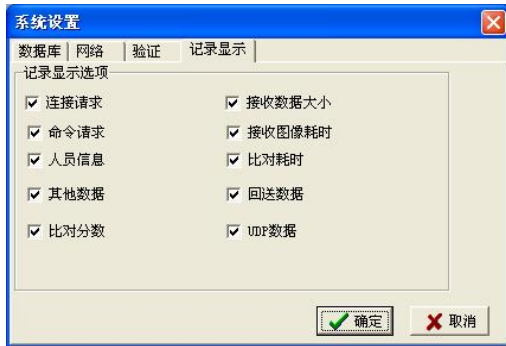 系统设置
数据库 网络 验证 记录显示
记录显示选项
连接请求 接收数据大小
命令请求 接收图像耗时
人员信息 比对耗时
其他数据 回送数据
比对分数 UDP数据
确定 取消